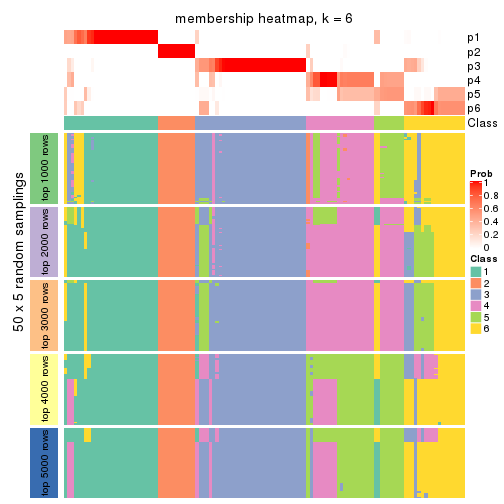 membership heatmap, k = 6
p1
p2
p3
p4
p5
p6
Class
50 x 5 random samplings
top 1000 rows
top 2000 rows
top 3000 rows
top 4000 rows
top 5000 rows
Prob
1
0.8
0.6
0.4
0.2
0
Class
1
2
3
4
5
6